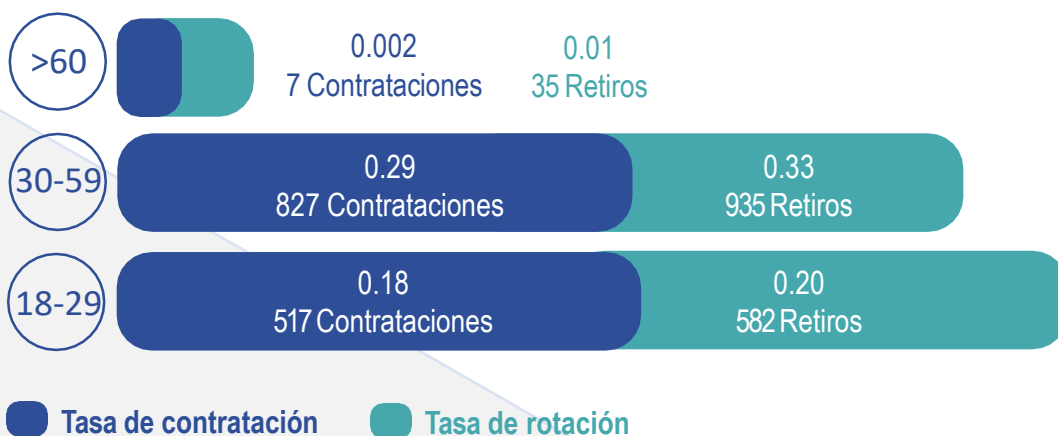 >60
0.002
7 Contrataciones
0.01
35 Retiros
30-59
0.29
827 Contrataciones
0.33
935 Retiros
18-29
0.18
517 Contrataciones
0.20
582 Retiros
Tasa de contratación
Tasa de rotación